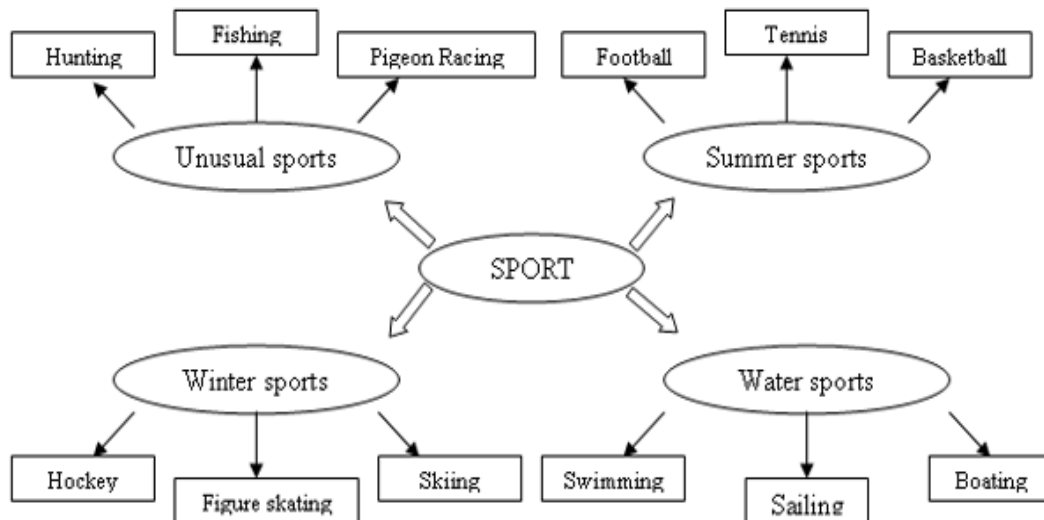 Fishing
Tennis
Hunting
Pigeon Racing
Football
Basketball
Unusual sports
Summer sports
SPORT
Winter sports
Water sports
Hockey
Skiing
Swimming
Boating
Figure skating
Sailing